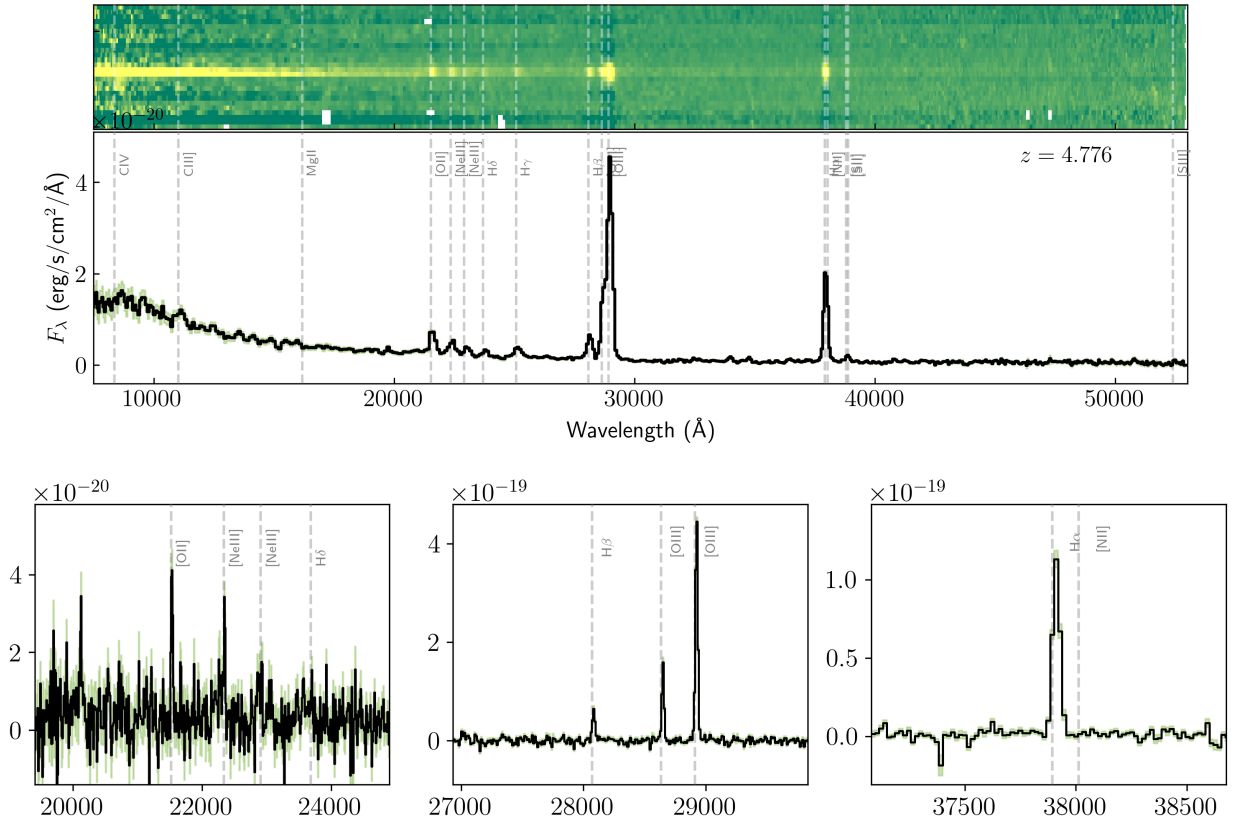 ×10⁻²⁰
CIV CIII] MgII [OII] [NeIII] [NeIII] Hδ Hγ Hβ [OIII] [NII] [SII] [SIII]
z = 4.776
4
2
0
Fλ (erg/s/cm²/Å)
10000 20000 30000 40000 50000
Wavelength (Å)
×10⁻²⁰
[OII] [NeIII] [NeIII] Hδ
4
2
0
20000 22000 24000
×10⁻¹⁹
Hβ [OIII] [OIII]
4
2
0
27000 28000 29000
×10⁻¹⁹
Hα [NII]
1.0
0.5
0.0
37500 38000 38500